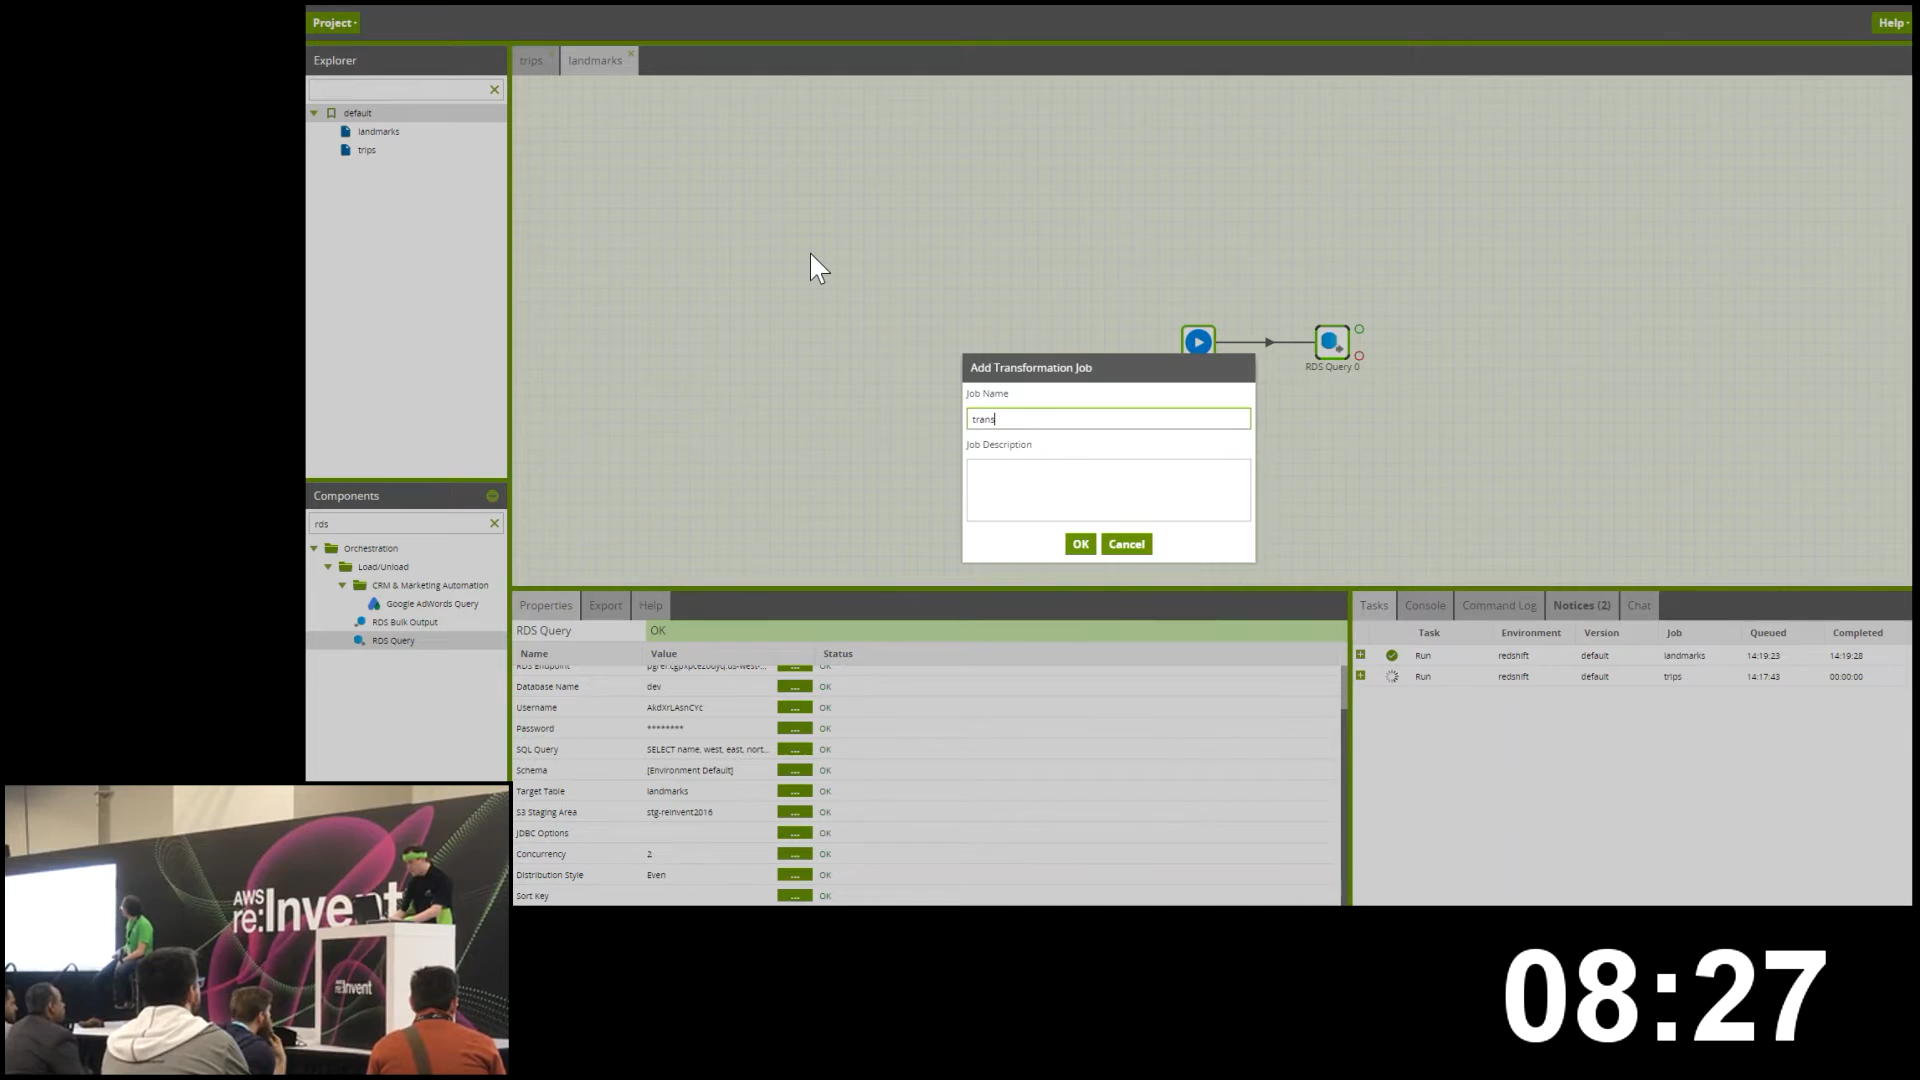 Project
Help
Explorer
trips
landmarks
default
landmarks
trips
RDS Query 0
Add Transformation Job
Job Name
trans
Job Description
OK
Cancel
Components
rds
Orchestration
Load/Unload
CRM & Marketing Automation
Google AdWords Query
RDS Bulk Output
RDS Query
Properties
Export
Help
RDS Query
OK
Name Value Status
RDS Endpoint OK
Database Name dev ... OK
Username AkdXrLAsnCYc ... OK
Password ******** ... OK
SQL Query SELECT name, west, east, nort... ... OK
Schema [Environment Default] ... OK
Target Table landmarks ... OK
S3 Staging Area stg-reinvent2016 ... OK
JDBC Options ... OK
Concurrency 2 ... OK
Distribution Style Even ... OK
Sort Key ... OK
Tasks
Console
Command Log
Notices (2)
Chat
Task Environment Version Job Queued Completed
Run redshift default landmarks 14:19:23 14:19:28
Run redshift default trips 14:17:43 00:00:00
AWS
re:Invent
AWS
re:Invent
08:27